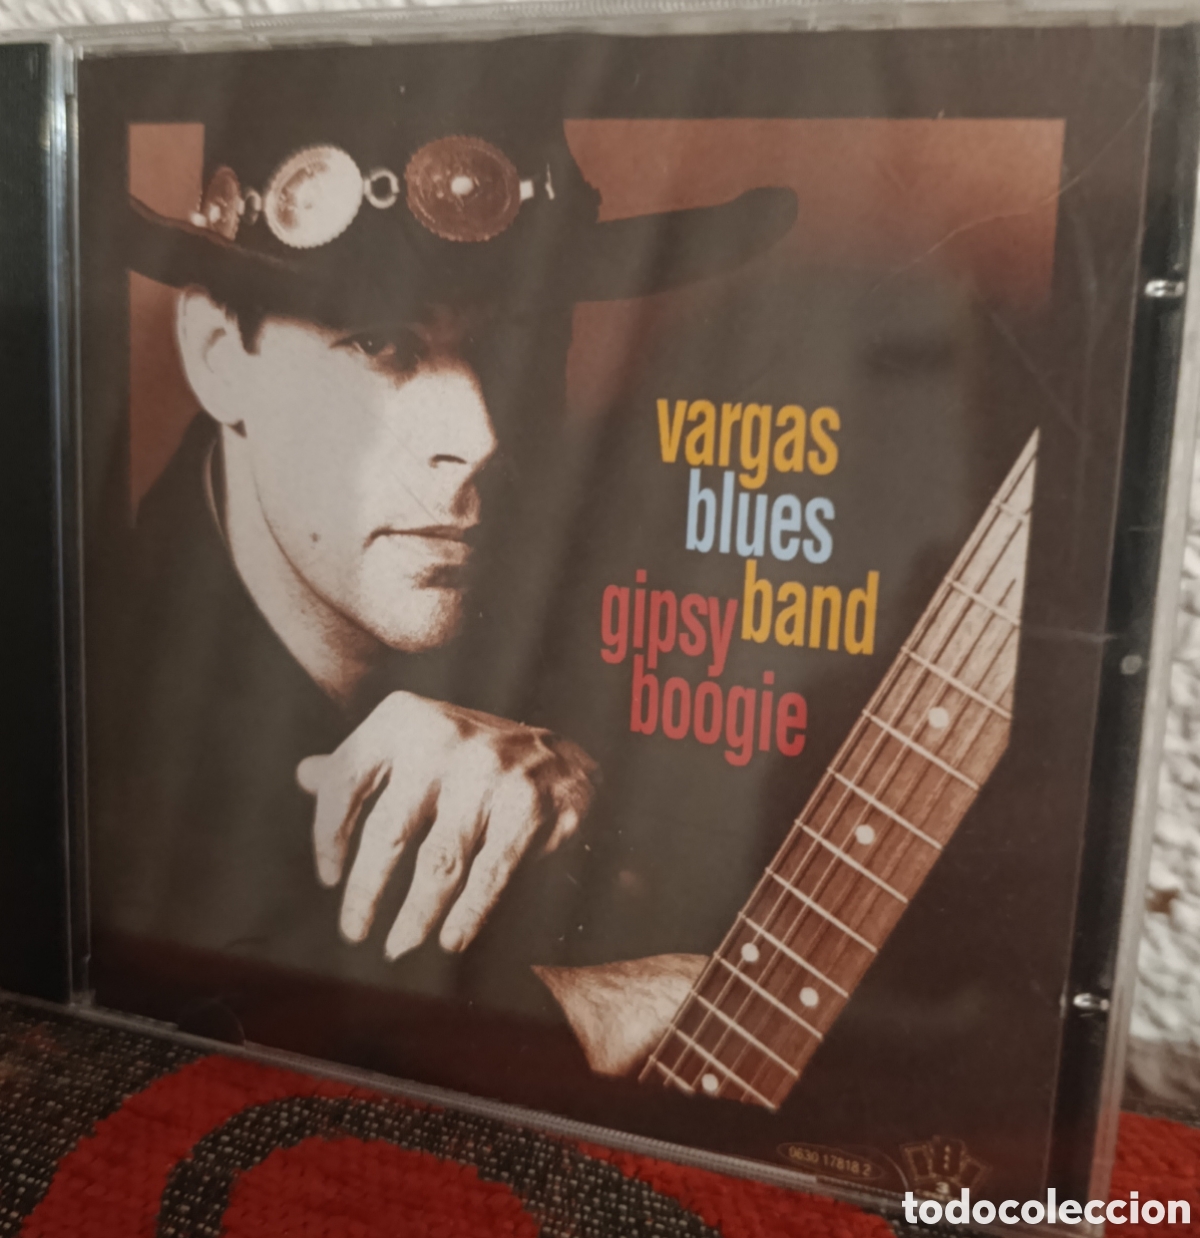 vargas
blues
band
gipsy
boogie
0630 17818 2
todocoleccion